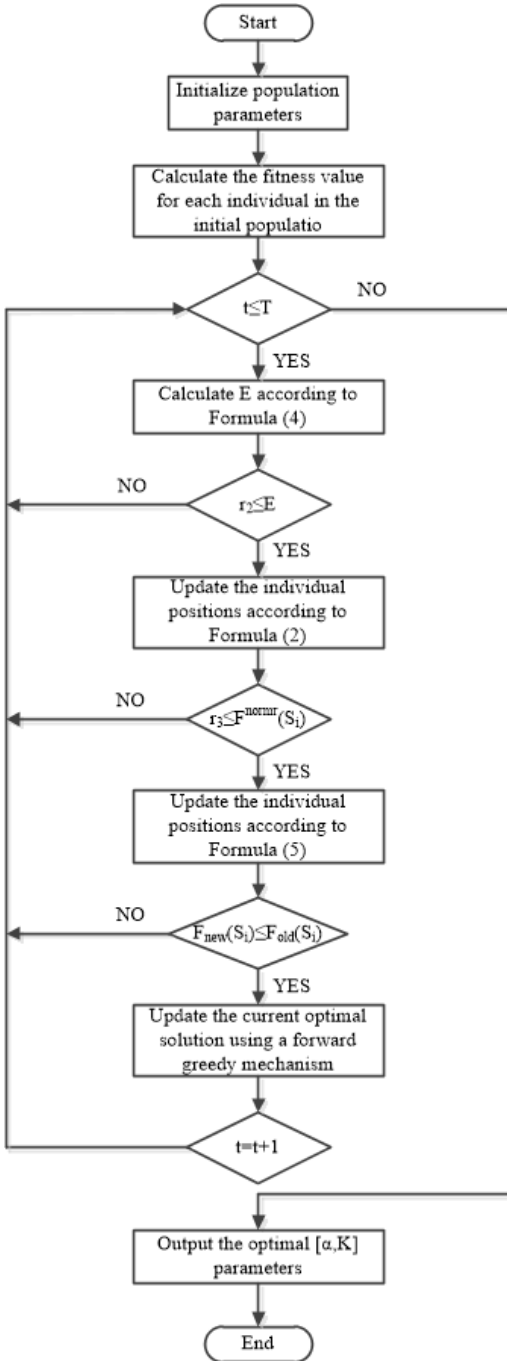 Start
Initialize population
parameters
Calculate the fitness value
for each individual in the
initial populatio
t≤T
NO
YES
Calculate E according to
Formula (4)
NO
r₂≤E
YES
Update the individual
positions according to
Formula (2)
NO
r₃≤Fⁿᵒʳᵐʳ(Sᵢ)
YES
Update the individual
positions according to
Formula (5)
NO
Fnew(Sᵢ)≤Fold(Sᵢ)
YES
Update the current optimal
solution using a forward
greedy mechanism
t=t+1
Output the optimal [α,K]
parameters
End